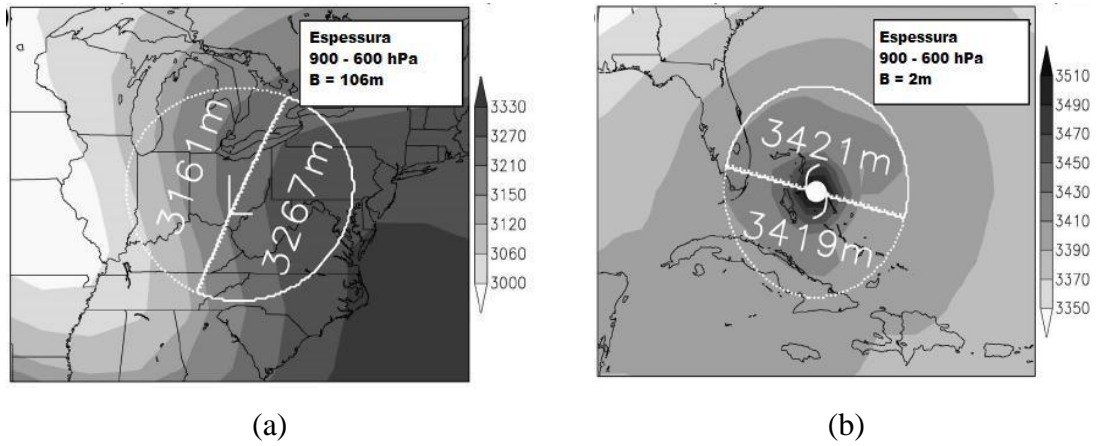 Espessura
900 - 600 hPa
B = 106m
3161m
3267m
L
3330
3270
3210
3150
3120
3060
3000
(a)
Espessura
900 - 600 hPa
B = 2m
3421m
3419m
3510
3490
3470
3450
3430
3410
3390
3370
3350
(b)